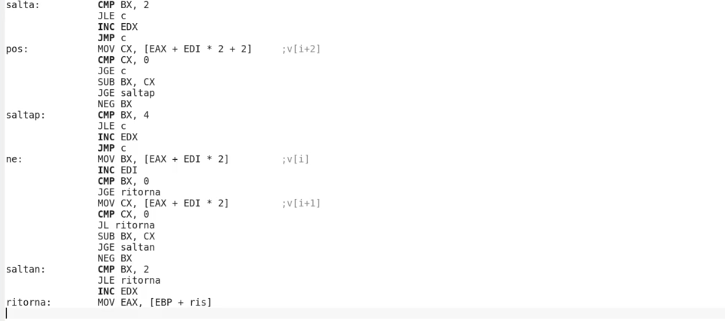 salta: CMP BX, 2
JLE c
INC EDX
JMP c
pos: MOV CX, [EAX + EDI * 2 + 2] ;v[i+2]
CMP CX, 0
JGE c
SUB BX, CX
JGE saltap
NEG BX
saltap: CMP BX, 4
JLE c
INC EDX
JMP c
ne: MOV BX, [EAX + EDI * 2] ;v[i]
INC EDI
CMP BX, 0
JGE ritorna
MOV CX, [EAX + EDI * 2] ;v[i+1]
CMP CX, 0
JL ritorna
SUB BX, CX
JGE saltan
NEG BX
saltan: CMP BX, 2
JLE ritorna
INC EDX
ritorna: MOV EAX, [EBP + ris]